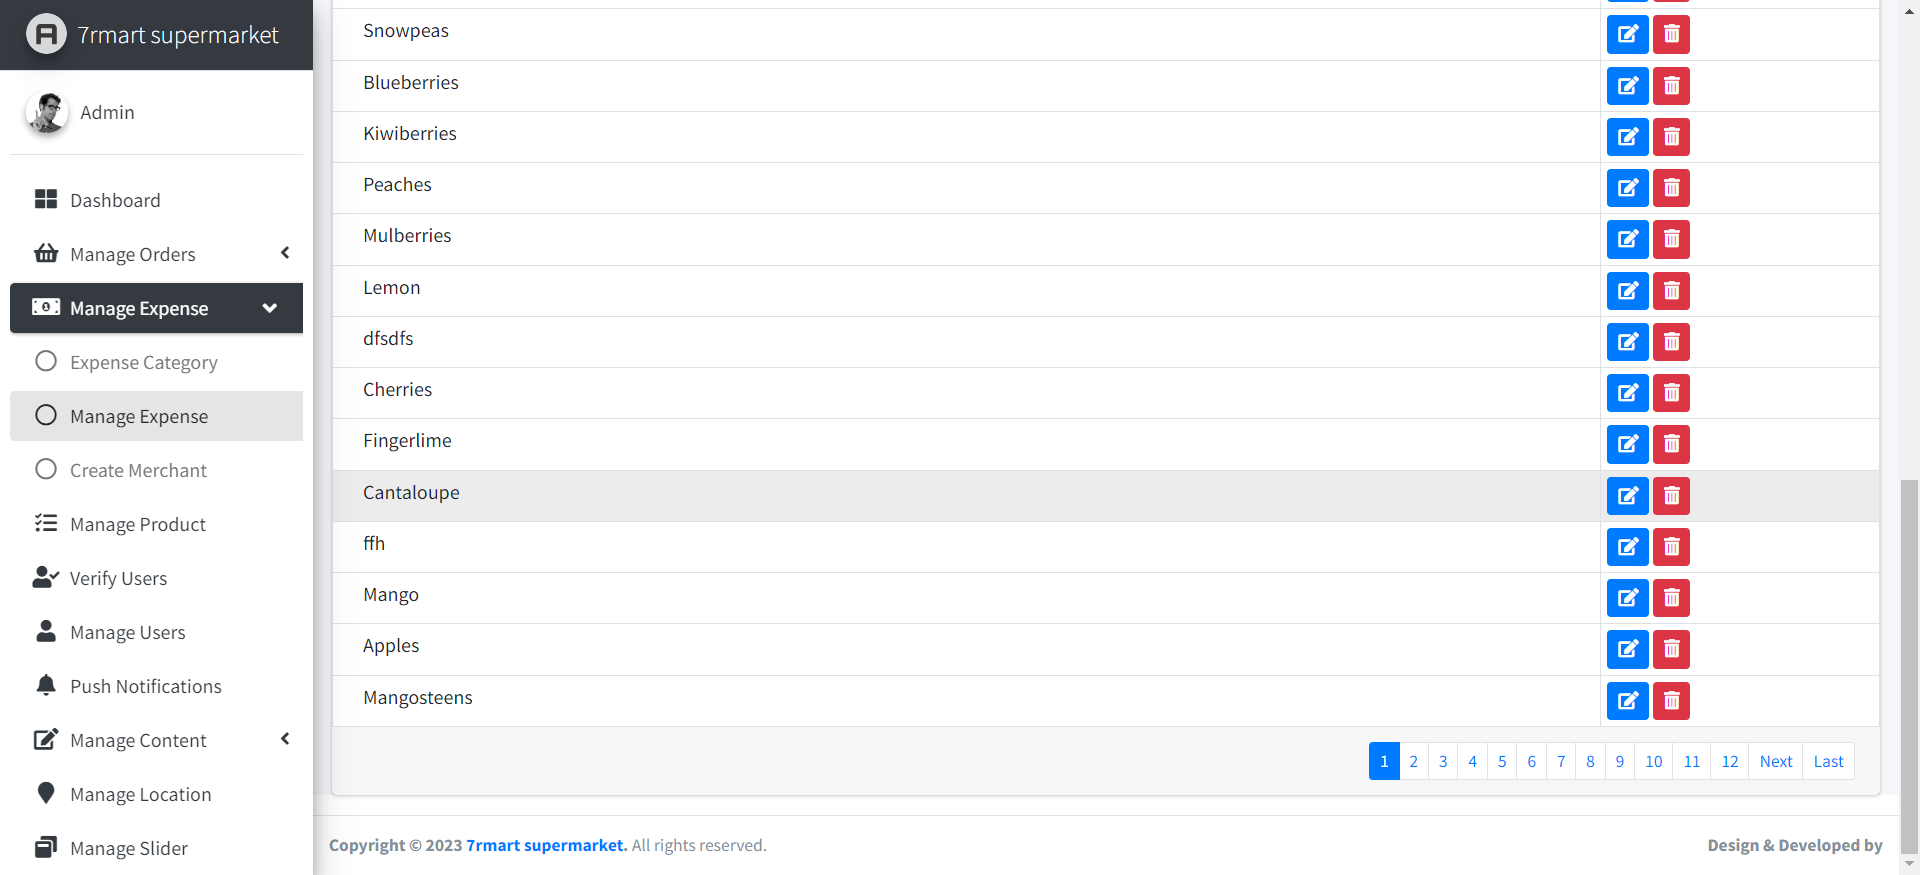 7rmart supermarket
Admin
Dashboard
Manage Orders
Manage Expense
Expense Category
Manage Expense
Create Merchant
Manage Product
Verify Users
Manage Users
Push Notifications
Manage Content
Manage Location
Manage Slider
Snowpeas
Blueberries
Kiwiberries
Peaches
Mulberries
Lemon
dfsdfs
Cherries
Fingerlime
Cantaloupe
ffh
Mango
Apples
Mangosteens
1 2 3 4 5 6 7 8 9 10 11 12 Next Last
Copyright © 2023 7rmart supermarket. All rights reserved.
Design & Developed by